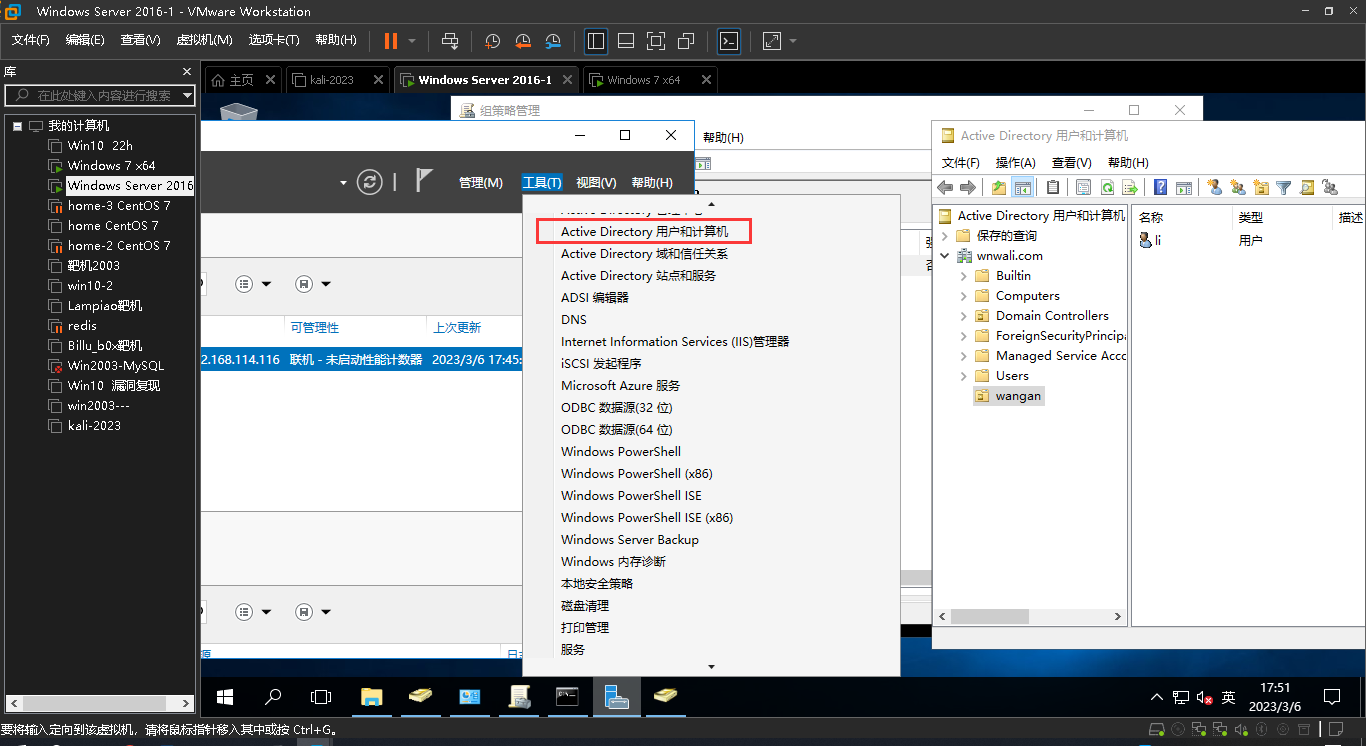 Windows Server 2016-1 - VMware Workstation
文件(F) 编辑(E) 查看(V) 虚拟机(M) 选项卡(T) 帮助(H)
库
在此处键入内容进行搜索
我的计算机
Win10 22h
Windows 7 x64
Windows Server 2016
home-3 CentOS 7
home CentOS 7
home-2 CentOS 7
靶机2003
win10-2
Lampiao靶机
redis
Billu_b0x靶机
Win2003-MySQL
Win10 漏洞复现
win2003---
kali-2023
主页 kali-2023 Windows Server 2016-1 Windows 7 x64
组策略管理
帮助(H)
管理(M) 工具(T) 视图(V) 帮助(H)
可管理性 上次更新
2.168.114.116 联机 - 未启动性能计数器 2023/3/6 17:45:
Active Directory 用户和计算机
Active Directory 域和信任关系
Active Directory 站点和服务
ADSI 编辑器
DNS
Internet Information Services (IIS)管理器
iSCSI 发起程序
Microsoft Azure 服务
ODBC 数据源(32 位)
ODBC 数据源(64 位)
Windows PowerShell
Windows PowerShell (x86)
Windows PowerShell ISE
Windows PowerShell ISE (x86)
Windows Server Backup
Windows 内存诊断
本地安全策略
磁盘清理
打印管理
服务
Active Directory 用户和计算机
文件(F) 操作(A) 查看(V) 帮助(H)
Active Directory 用户和计算机
保存的查询
wnwali.com
Builtin
Computers
Domain Controllers
ForeignSecurityPrincipa
Managed Service Acco
Users
wangan
名称 类型 描述
li 用户
英
17:51
2023/3/6
要将输入定向到该虚拟机，请将鼠标指针移入其中或按 Ctrl+G。